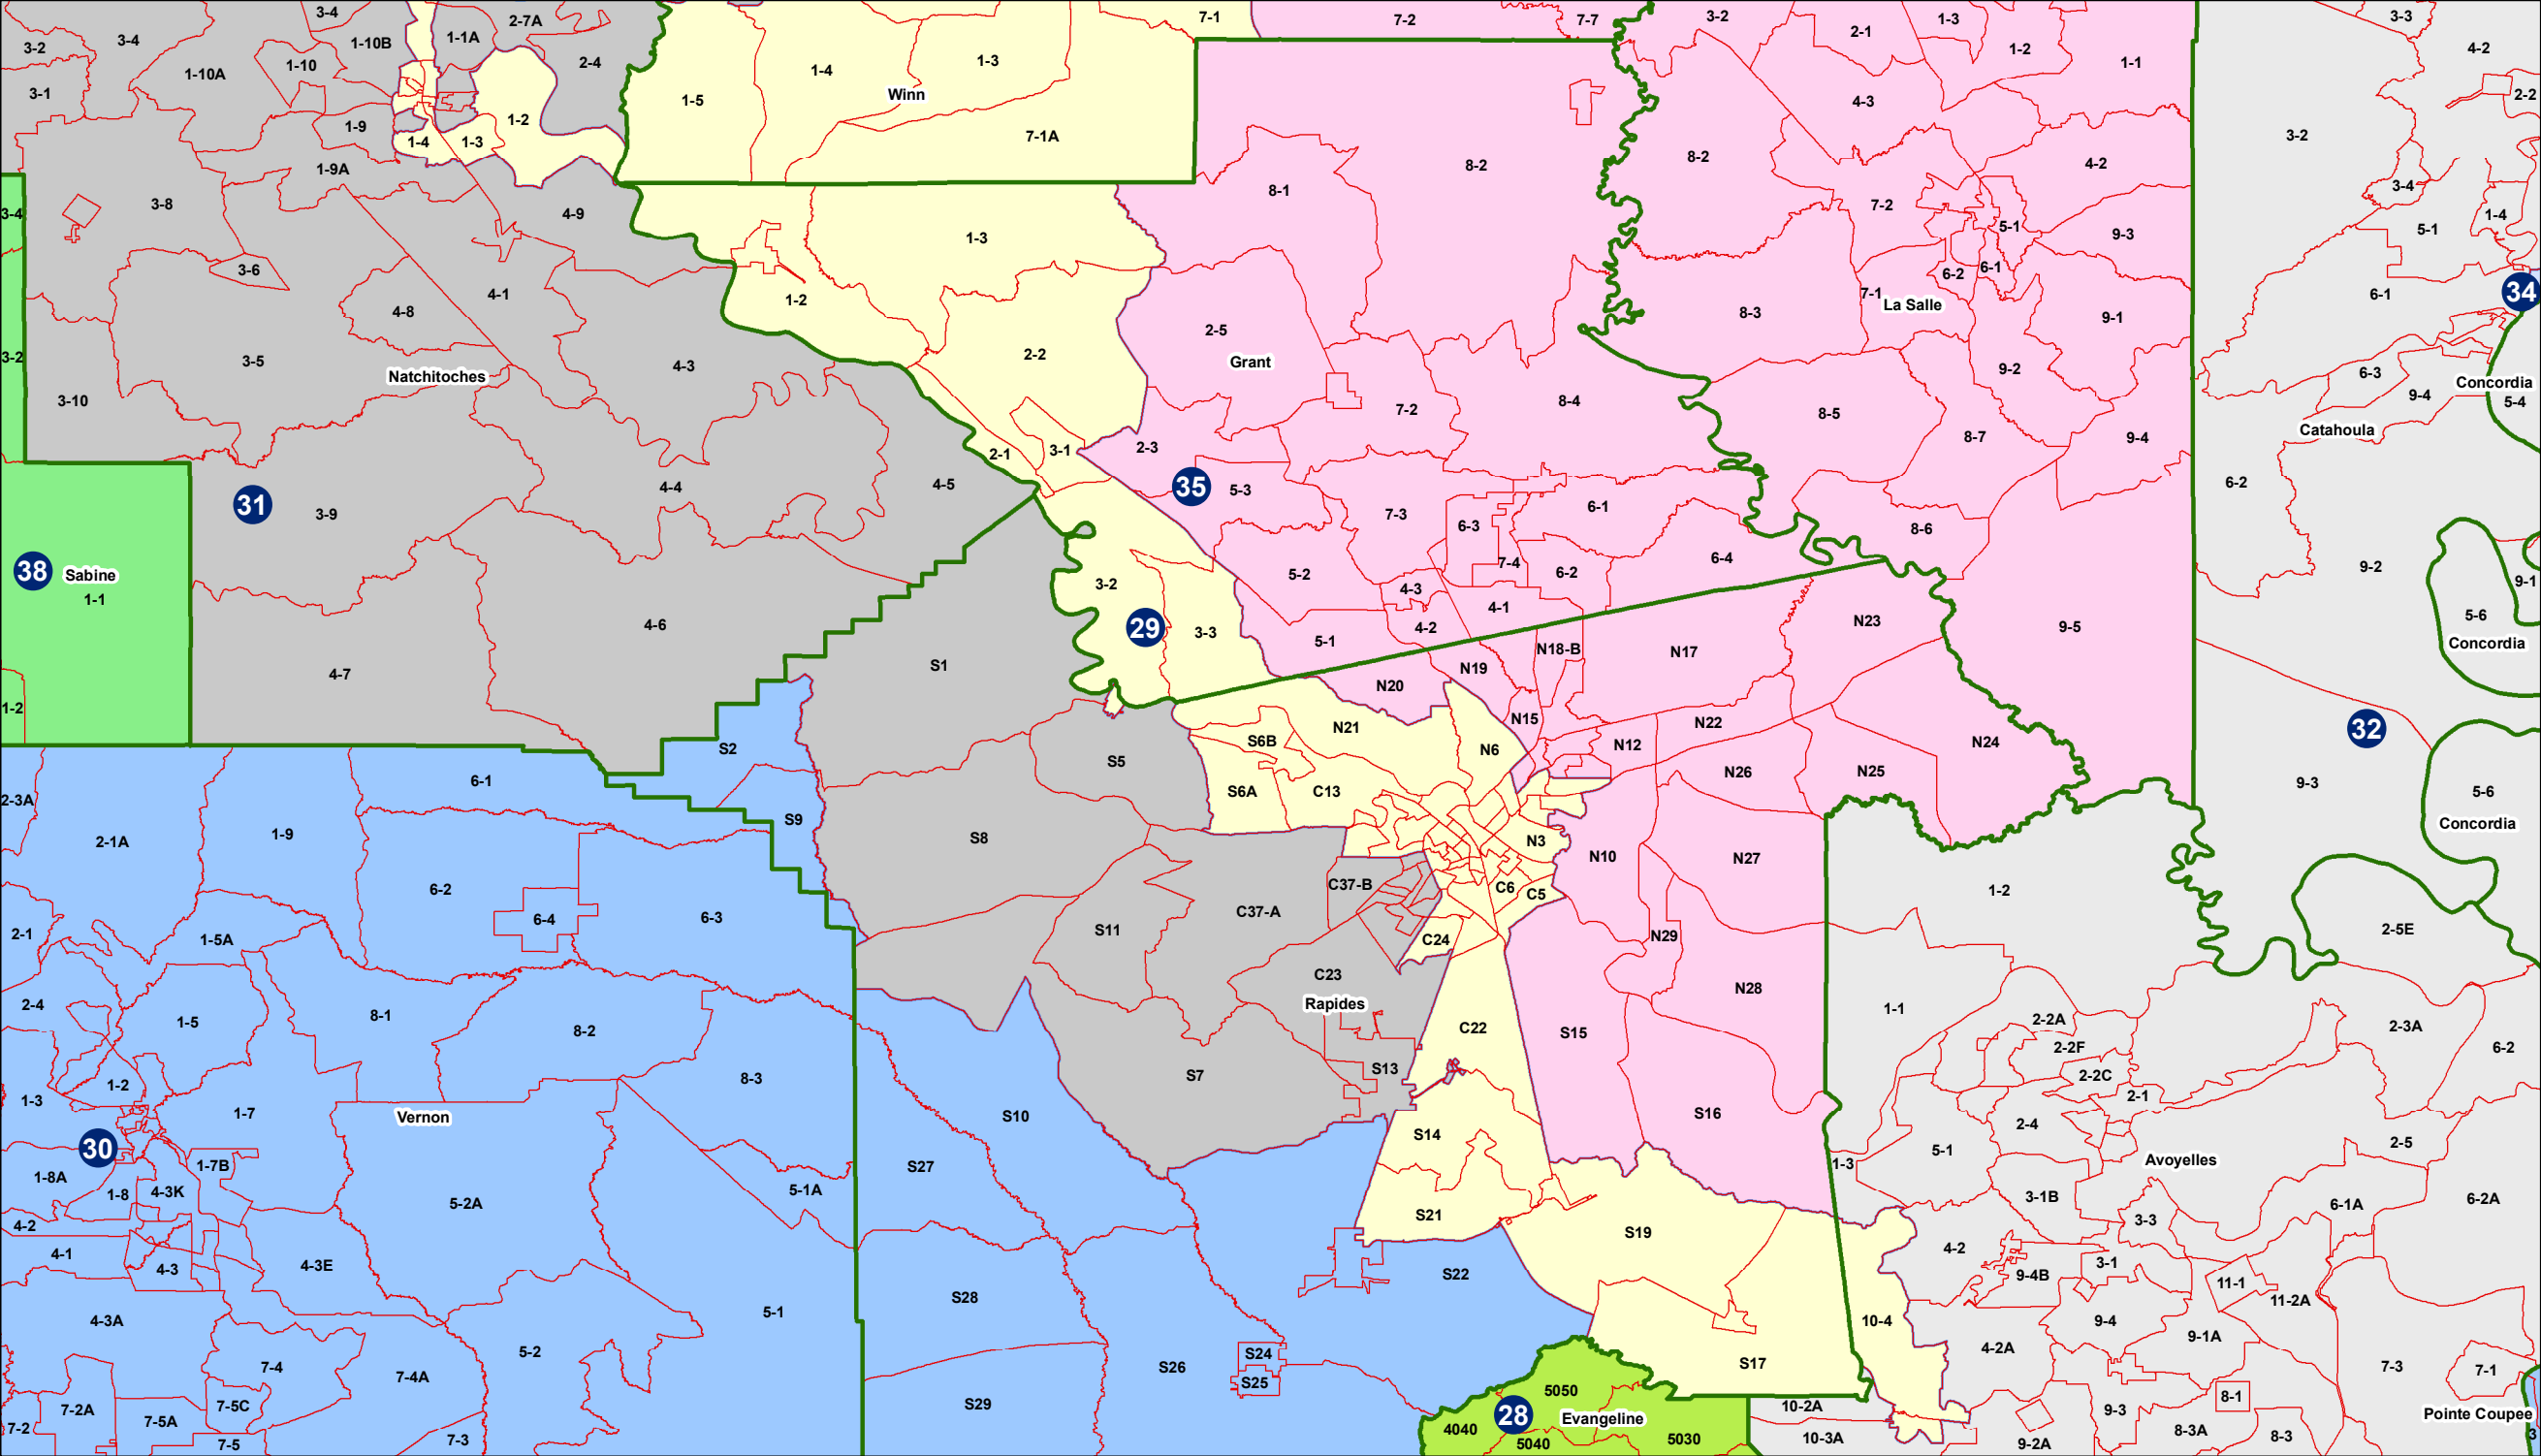 3-4
2-7A
7-1
7-2
7-7
3-2
1-3
3-3
3-2
3-4
1-10B
1-1A
2-1
1-2
4-2
1-10A
1-10
2-4
1-4
1-3
1-1
3-1
1-5
Winn
4-3
2-2
1-9
1-2
7-1A
3-2
1-4
1-3
8-2
8-2
4-2
1-9A
8-1
3-4
3-4
3-8
4-9
7-2
5-1
1-4
1-3
9-3
5-1
3-6
6-2
6-1
4-1
1-2
7-1
La Salle
6-1
34
4-8
2-5
8-3
9-1
3-2
3-5
2-2
Grant
9-2
6-3
Concordia
Natchitoches
4-3
3-10
7-2
8-4
8-5
9-4
5-4
2-1
3-1
2-3
8-7
9-4
Catahoula
31
3-9
4-4
4-5
35
5-3
6-2
7-3
6-3
6-1
8-6
38
Sabine
1-1
3-2
5-2
7-4
6-2
6-4
9-2
9-1
4-3
4-1
29
3-3
4-2
5-1
N23
9-5
5-6
Concordia
4-6
4-7
S1
N18-B
N17
N19
N20
1-2
S2
N21
N15
N22
32
S6B
N6
N12
N24
S5
6-1
S6A
C13
N26
N25
9-3
5-6
2-3A
S9
Concordia
2-1A
1-9
S8
N3
N10
N27
6-2
C37-B
C6
C5
1-2
6-4
6-3
C37-A
2-1
1-5A
S11
C24
N29
2-5E
C23
2-4
1-5
8-1
8-2
Rapides
N28
1-1
C22
S15
2-2A
2-3A
2-2F
6-2
1-2
8-3
S7
S13
2-2C
1-3
1-7
Vernon
S10
S16
2-1
2-4
30
S14
5-1
2-5
1-7B
S27
1-3
Avoyelles
1-8A
1-8
4-3K
5-2A
5-1A
3-1B
6-1A
6-2A
4-2
S21
3-3
4-1
4-3
4-3E
S19
4-2
3-1
S22
9-4B
11-1
11-2A
S28
5-1
4-3A
10-4
9-4
9-1A
5-2
S24
4-2A
7-4
7-4A
S26
S25
S17
7-3
7-1
7-2A
7-5C
S29
5050
8-1
7-2
7-5A
28
Evangeline
10-2A
9-3
Pointe Coupee
7-5
7-3
4040
5040
5030
10-3A
9-2A
8-3A
8-3
3